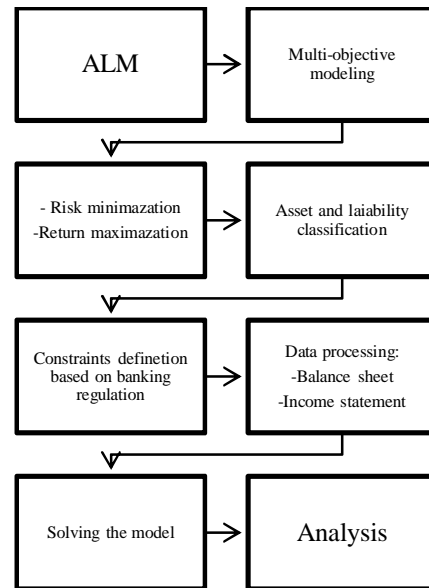 ALM
Multi-objective
modeling
- Risk minimazation
-Return maximazation
Asset and laiability
classification
Constraints definetion
based on banking
regulation
Data processing:
-Balance sheet
-Income statement
Solving the model
Analysis